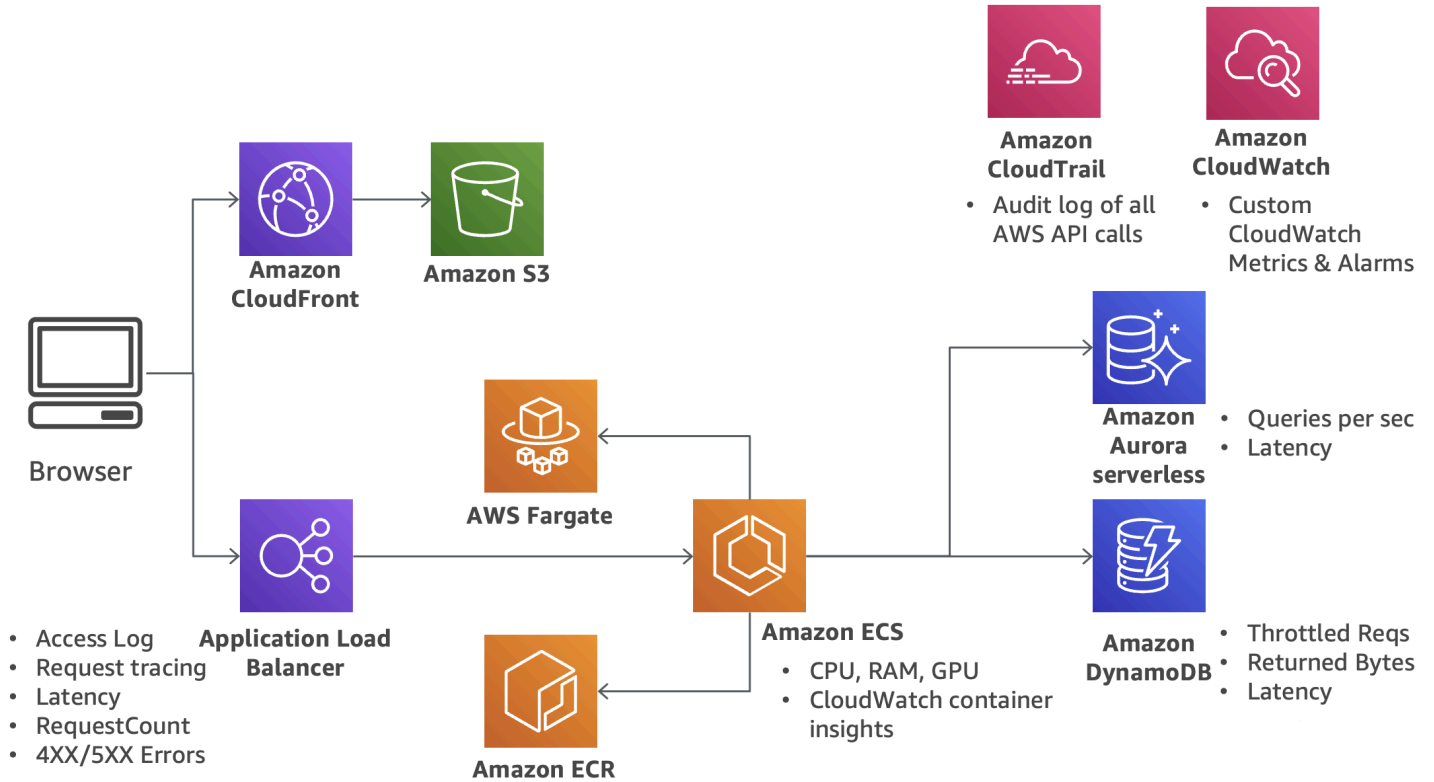 Amazon
CloudTrail
• Audit log of all
AWS API calls
Amazon
CloudWatch
• Custom
CloudWatch
Metrics & Alarms
Amazon
CloudFront
Amazon S3
Browser
AWS Fargate
Amazon
Aurora
serverless
• Queries per sec
• Latency
Application Load
Balancer
• Access Log
• Request tracing
• Latency
• RequestCount
• 4XX/5XX Errors
Amazon ECS
• CPU, RAM, GPU
• CloudWatch container
insights
Amazon
DynamoDB
• Throttled Reqs
• Returned Bytes
• Latency
Amazon ECR